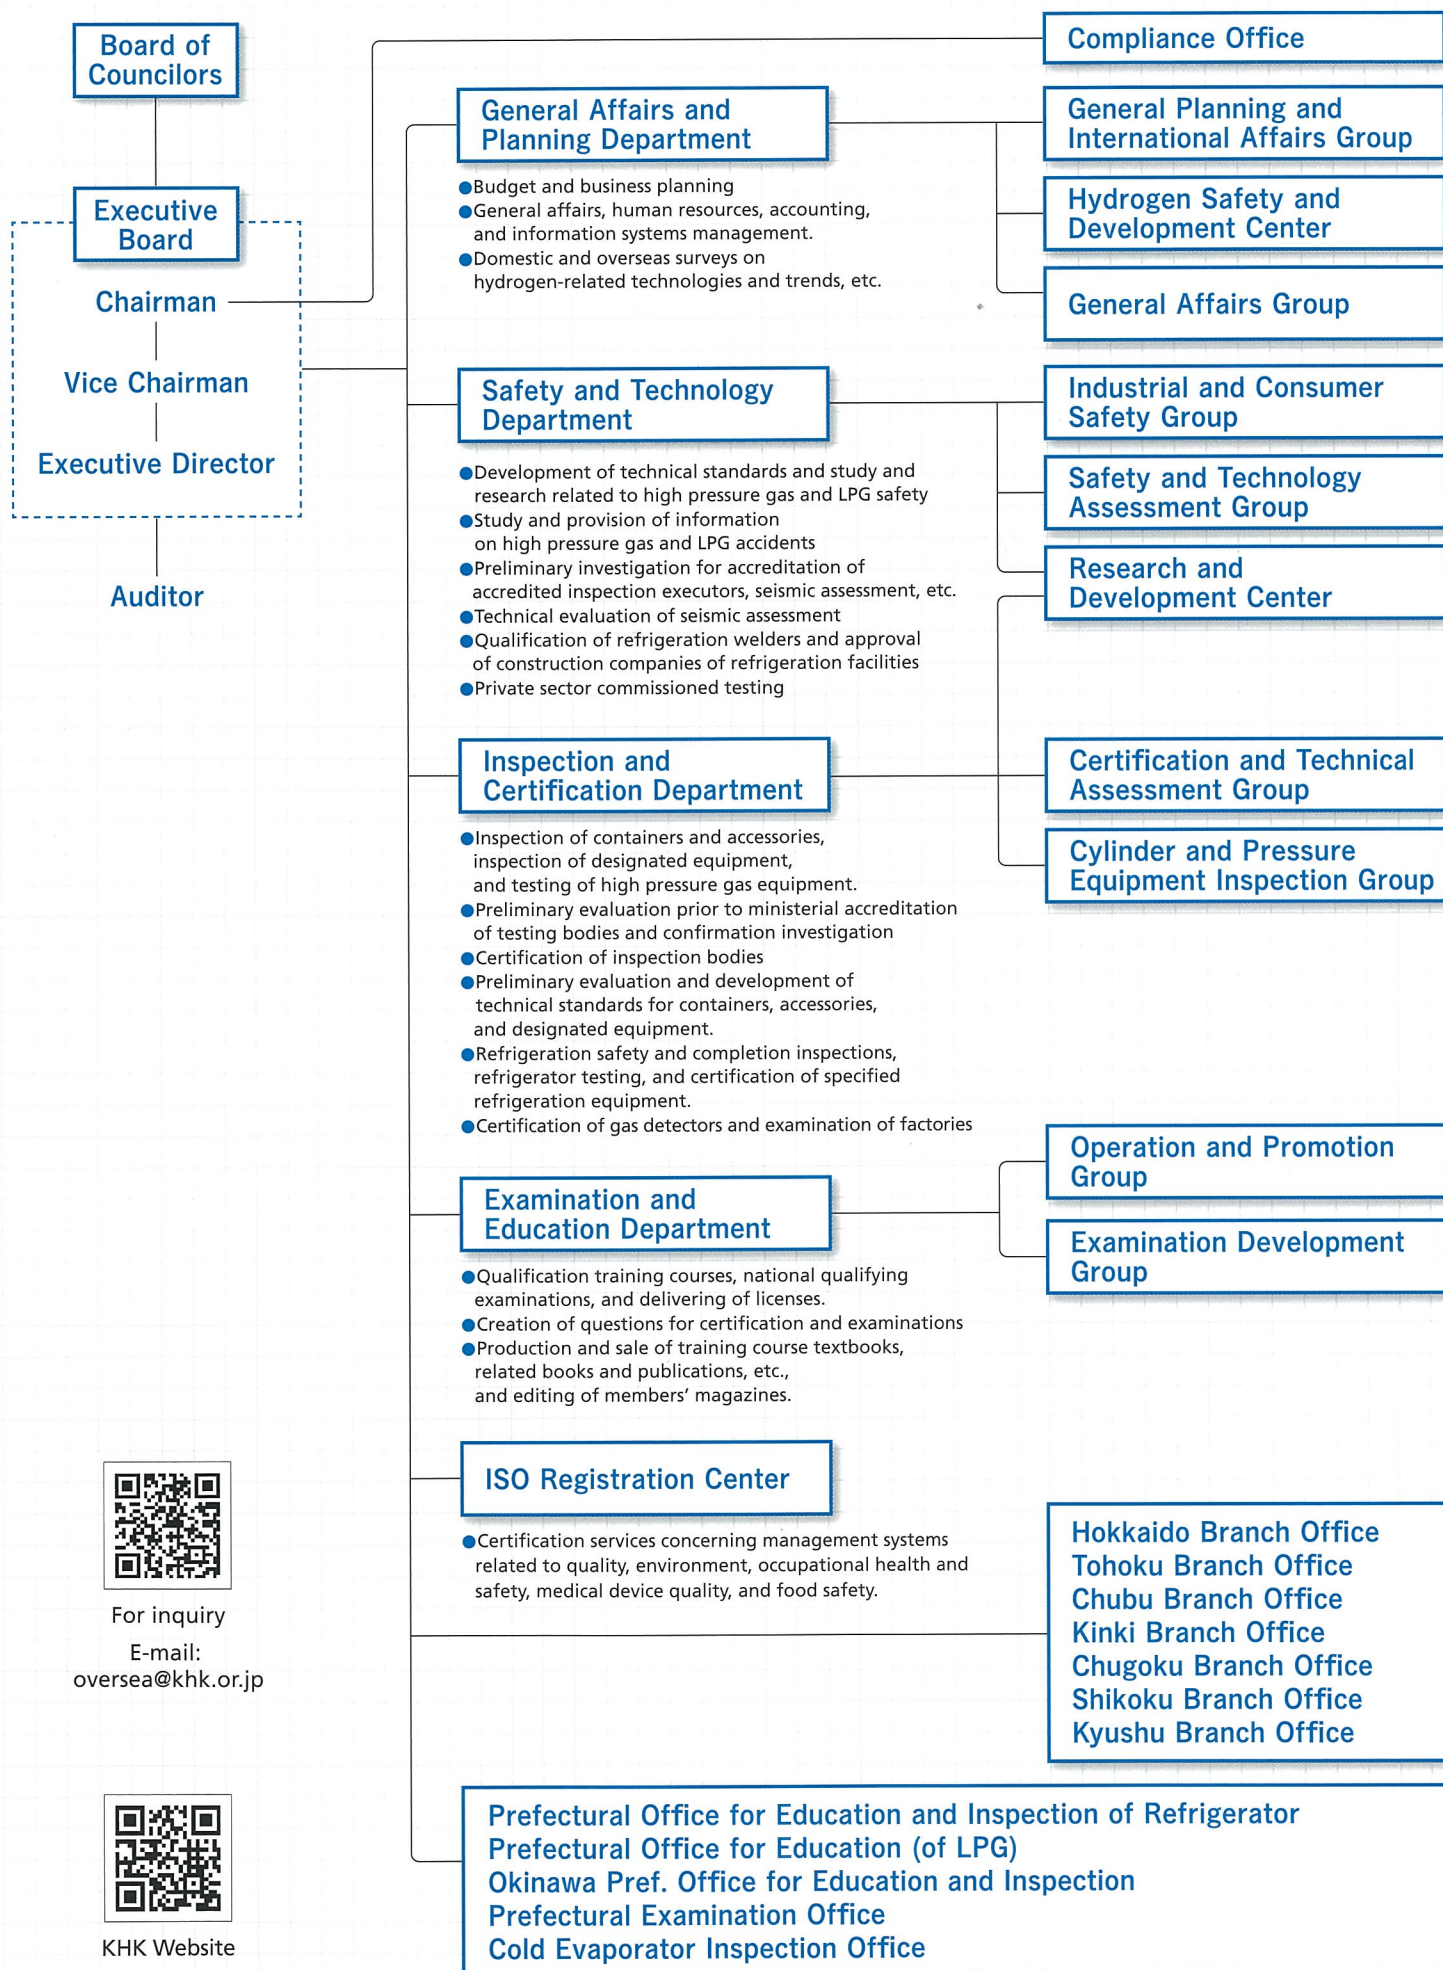 Board of
Councilors
Executive
Board
Chairman
Vice Chairman
Executive Director
Auditor
Compliance Office
General Affairs and
Planning Department
●Budget and business planning
●General affairs, human resources, accounting,
and information systems management.
●Domestic and overseas surveys on
hydrogen-related technologies and trends, etc.
General Planning and
International Affairs Group
Hydrogen Safety and
Development Center
General Affairs Group
Safety and Technology
Department
●Development of technical standards and study and
research related to high pressure gas and LPG safety
●Study and provision of information
on high pressure gas and LPG accidents
●Preliminary investigation for accreditation of
accredited inspection executors, seismic assessment, etc.
●Technical evaluation of seismic assessment
●Qualification of refrigeration welders and approval
of construction companies of refrigeration facilities
●Private sector commissioned testing
Industrial and Consumer
Safety Group
Safety and Technology
Assessment Group
Research and
Development Center
Inspection and
Certification Department
●Inspection of containers and accessories,
inspection of designated equipment,
and testing of high pressure gas equipment.
●Preliminary evaluation prior to ministerial accreditation
of testing bodies and confirmation investigation
●Certification of inspection bodies
●Preliminary evaluation and development of
technical standards for containers, accessories,
and designated equipment.
●Refrigeration safety and completion inspections,
refrigerator testing, and certification of specified
refrigeration equipment.
●Certification of gas detectors and examination of factories
Certification and Technical
Assessment Group
Cylinder and Pressure
Equipment Inspection Group
Examination and
Education Department
●Qualification training courses, national qualifying
examinations, and delivering of licenses.
●Creation of questions for certification and examinations
●Production and sale of training course textbooks,
related books and publications, etc.,
and editing of members' magazines.
Operation and Promotion
Group
Examination Development
Group
ISO Registration Center
●Certification services concerning management systems
related to quality, environment, occupational health and
safety, medical device quality, and food safety.
Hokkaido Branch Office
Tohoku Branch Office
Chubu Branch Office
Kinki Branch Office
Chugoku Branch Office
Shikoku Branch Office
Kyushu Branch Office
Prefectural Office for Education and Inspection of Refrigerator
Prefectural Office for Education (of LPG)
Okinawa Pref. Office for Education and Inspection
Prefectural Examination Office
Cold Evaporator Inspection Office
For inquiry
E-mail:
oversea@khk.or.jp
KHK Website